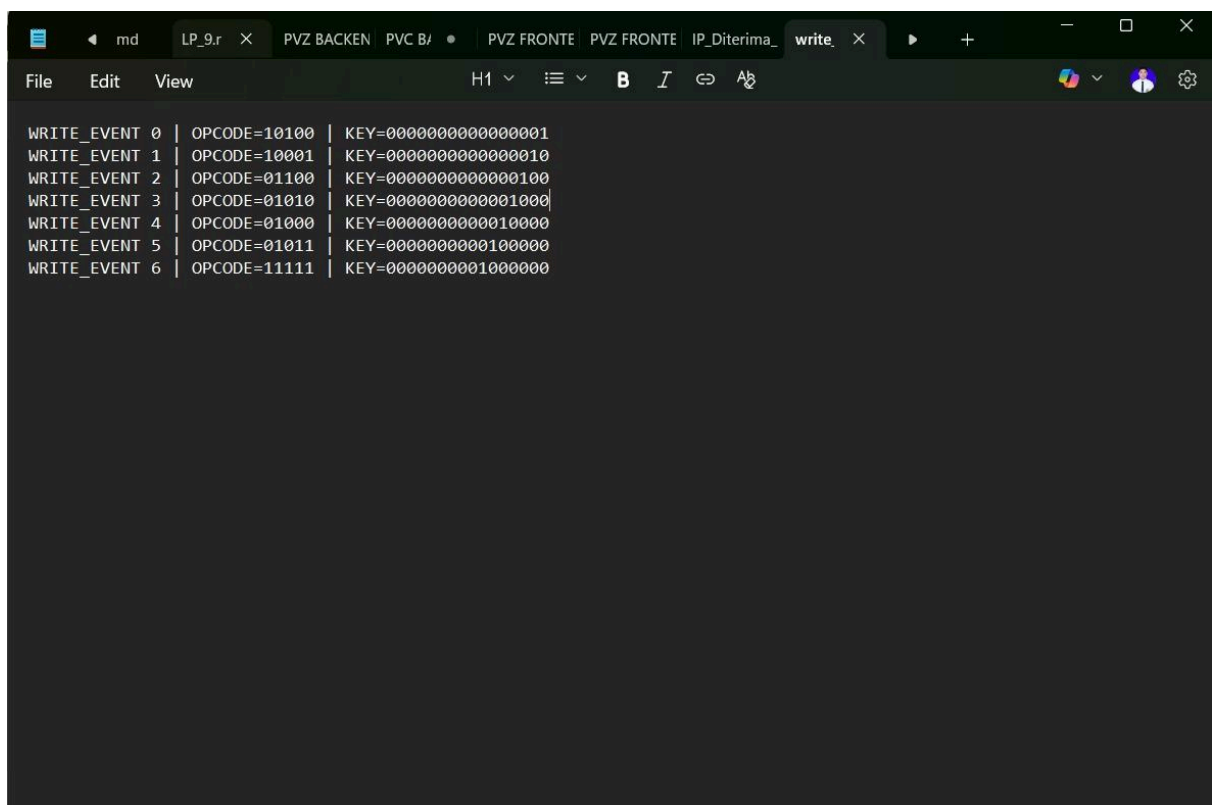 md LP_9.r PVZ BACKEN PVC BA PVZ FRONTE PVZ FRONTE IP_Diterima_ write_
File Edit View H1 B I
WRITE_EVENT 0 | OPCODE=10100 | KEY=0000000000000001
WRITE_EVENT 1 | OPCODE=10001 | KEY=0000000000000010
WRITE_EVENT 2 | OPCODE=01100 | KEY=0000000000000100
WRITE_EVENT 3 | OPCODE=01010 | KEY=0000000000001000
WRITE_EVENT 4 | OPCODE=01000 | KEY=0000000000010000
WRITE_EVENT 5 | OPCODE=01011 | KEY=0000000000100000
WRITE_EVENT 6 | OPCODE=11111 | KEY=0000000001000000